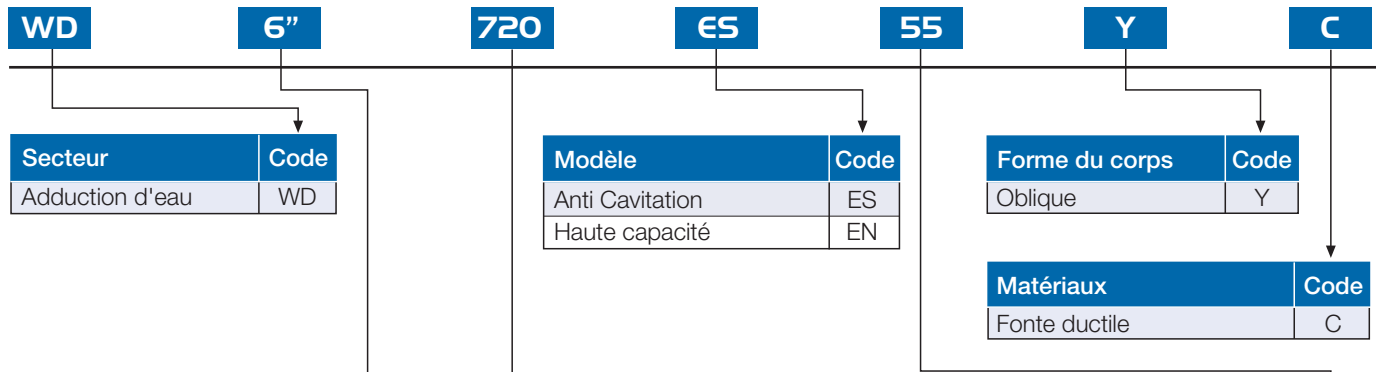 WD 6” 720 ES 55 Y C
Secteur Code
Adduction d'eau WD
Modèle Code
Anti Cavitation ES
Haute capacité EN
Forme du corps Code
Oblique Y
Matériaux Code
Fonte ductile C